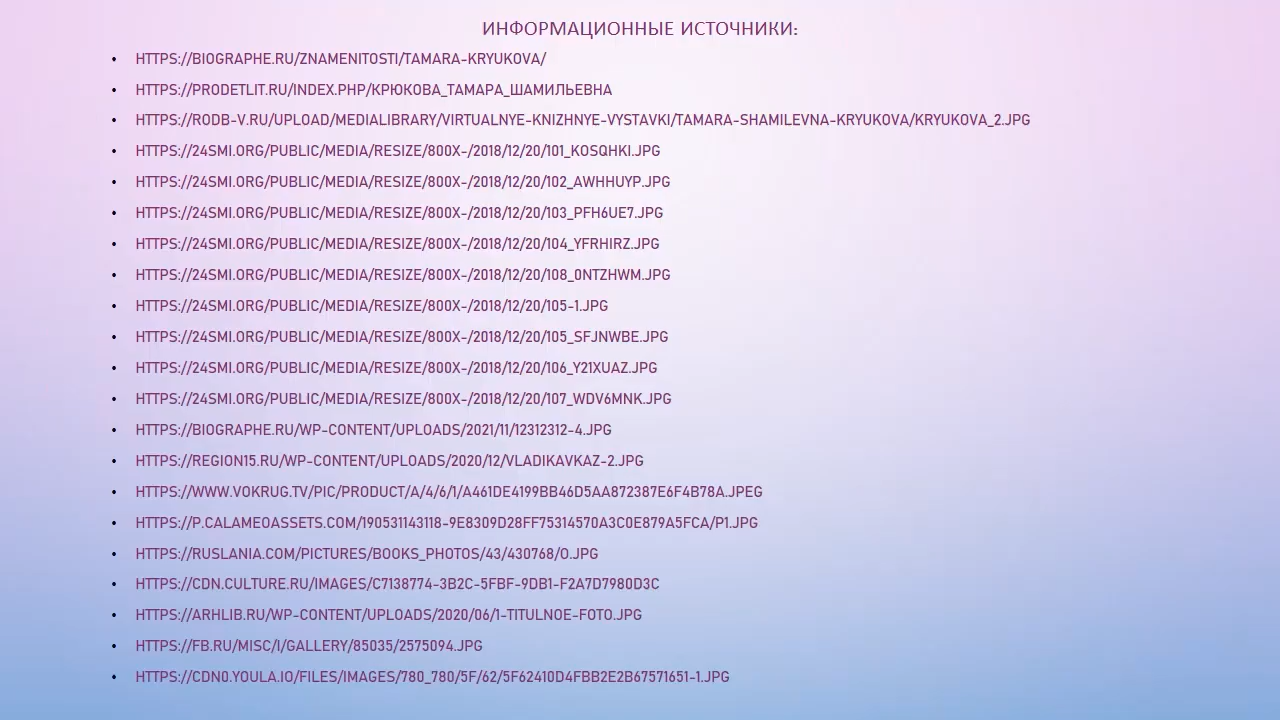 ИНФОРМАЦИОННЫЕ ИСТОЧНИКИ:
• HTTPS://BIOGRAPHE.RU/ZNAMENITOSTI/TAMARA-KRYUKOVA/
• HTTPS://PRODETLIT.RU/INDEX.PHP/КРЮКОВА_ТАМАРА_ШАМИЛЬЕВНА
• HTTPS://RODB-V.RU/UPLOAD/MEDIALIBRARY/VIRTUALNYE-KNIZHNYE-VYSTAVKI/TAMARA-SHAMILEVNA-KRYUKOVA/KRYUKOVA_2.JPG
• HTTPS://24SMI.ORG/PUBLIC/MEDIA/RESIZE/800X-/2018/12/20/101_KOSQHKI.JPG
• HTTPS://24SMI.ORG/PUBLIC/MEDIA/RESIZE/800X-/2018/12/20/102_AWHHUYP.JPG
• HTTPS://24SMI.ORG/PUBLIC/MEDIA/RESIZE/800X-/2018/12/20/103_PFH6UE7.JPG
• HTTPS://24SMI.ORG/PUBLIC/MEDIA/RESIZE/800X-/2018/12/20/104_YFRHIRZ.JPG
• HTTPS://24SMI.ORG/PUBLIC/MEDIA/RESIZE/800X-/2018/12/20/108_0NTZHWM.JPG
• HTTPS://24SMI.ORG/PUBLIC/MEDIA/RESIZE/800X-/2018/12/20/105-1.JPG
• HTTPS://24SMI.ORG/PUBLIC/MEDIA/RESIZE/800X-/2018/12/20/105_SFJNWBE.JPG
• HTTPS://24SMI.ORG/PUBLIC/MEDIA/RESIZE/800X-/2018/12/20/106_Y21XUAZ.JPG
• HTTPS://24SMI.ORG/PUBLIC/MEDIA/RESIZE/800X-/2018/12/20/107_WDV6MNK.JPG
• HTTPS://BIOGRAPHE.RU/WP-CONTENT/UPLOADS/2021/11/12312312-4.JPG
• HTTPS://REGION15.RU/WP-CONTENT/UPLOADS/2020/12/VLADIKAVKAZ-2.JPG
• HTTPS://WWW.VOKRUG.TV/PIC/PRODUCT/A/4/6/1/A461DE4199BB46D5AA872387E6F4B78A.JPEG
• HTTPS://P.CALAMEOASSETS.COM/190531143118-9E8309D28FF75314570A3C0E879A5FCA/P1.JPG
• HTTPS://RUSLANIA.COM/PICTURES/BOOKS_PHOTOS/43/430768/O.JPG
• HTTPS://CDN.CULTURE.RU/IMAGES/C7138774-3B2C-5FBF-9DB1-F2A7D7980D3C
• HTTPS://ARHLIB.RU/WP-CONTENT/UPLOADS/2020/06/1-TITULNOE-FOTO.JPG
• HTTPS://FB.RU/MISC/I/GALLERY/85035/2575094.JPG
• HTTPS://CDN0.YOULA.IO/FILES/IMAGES/780_780/5F/62/5F62410D4FBB2E2B67571651-1.JPG